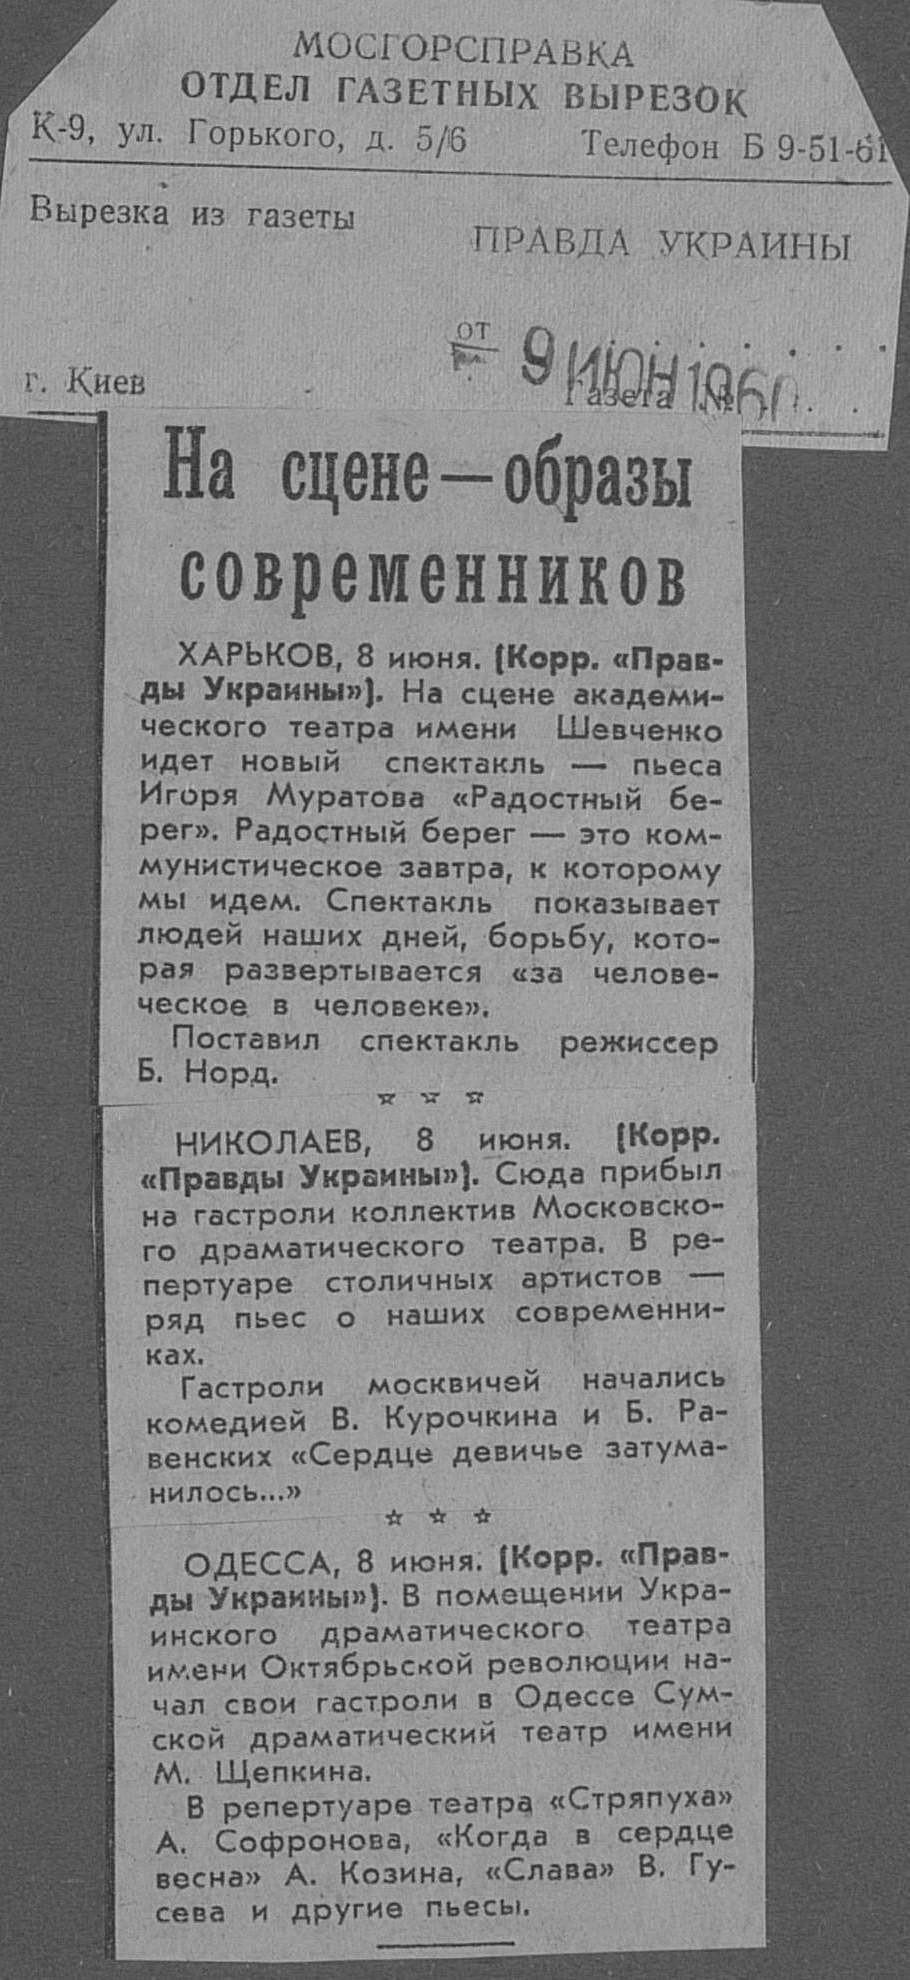 МОСГОРСПРАВКА
ОТДЕЛ ГАЗЕТНЫХ ВЫРЕЗОК
К-9, ул. Горького, д. 5/6 Телефон Б 9-51-61
Вырезка из газеты
ПРАВДА УКРАИНЫ
от 9 ИЮН 1960
г. Киев Газета №
На сцене — образы
современников
ХАРЬКОВ, 8 июня. (Корр. «Прав-
ды Украины»). На сцене академи-
ческого театра имени Шевченко
идет новый спектакль — пьеса
Игоря Муратова «Радостный бе-
рег». Радостный берег — это ком-
мунистическое завтра, к которому
мы идем. Спектакль показывает
людей наших дней, борьбу, кото-
рая развертывается «за челове-
ческое в человеке».
Поставил спектакль режиссер
Б. Норд.
☆ ☆ ☆
НИКОЛАЕВ, 8 июня. (Корр.
«Правды Украины»). Сюда прибыл
на гастроли коллектив Московско-
го драматического театра. В ре-
пертуаре столичных артистов —
ряд пьес о наших современни-
ках.
Гастроли москвичей начались
комедией В. Курочкина и Б. Ра-
венских «Сердце девичье затума-
нилось...»
☆ ☆ ☆
ОДЕССА, 8 июня. (Корр. «Прав-
ды Украины»). В помещении Укра-
инского драматического театра
имени Октябрьской революции на-
чал свои гастроли в Одессе Сум-
ской драматический театр имени
М. Щепкина.
В репертуаре театра «Стряпуха»
А. Софронова, «Когда в сердце
весна» А. Козина, «Слава» В. Гу-
сева и другие пьесы.